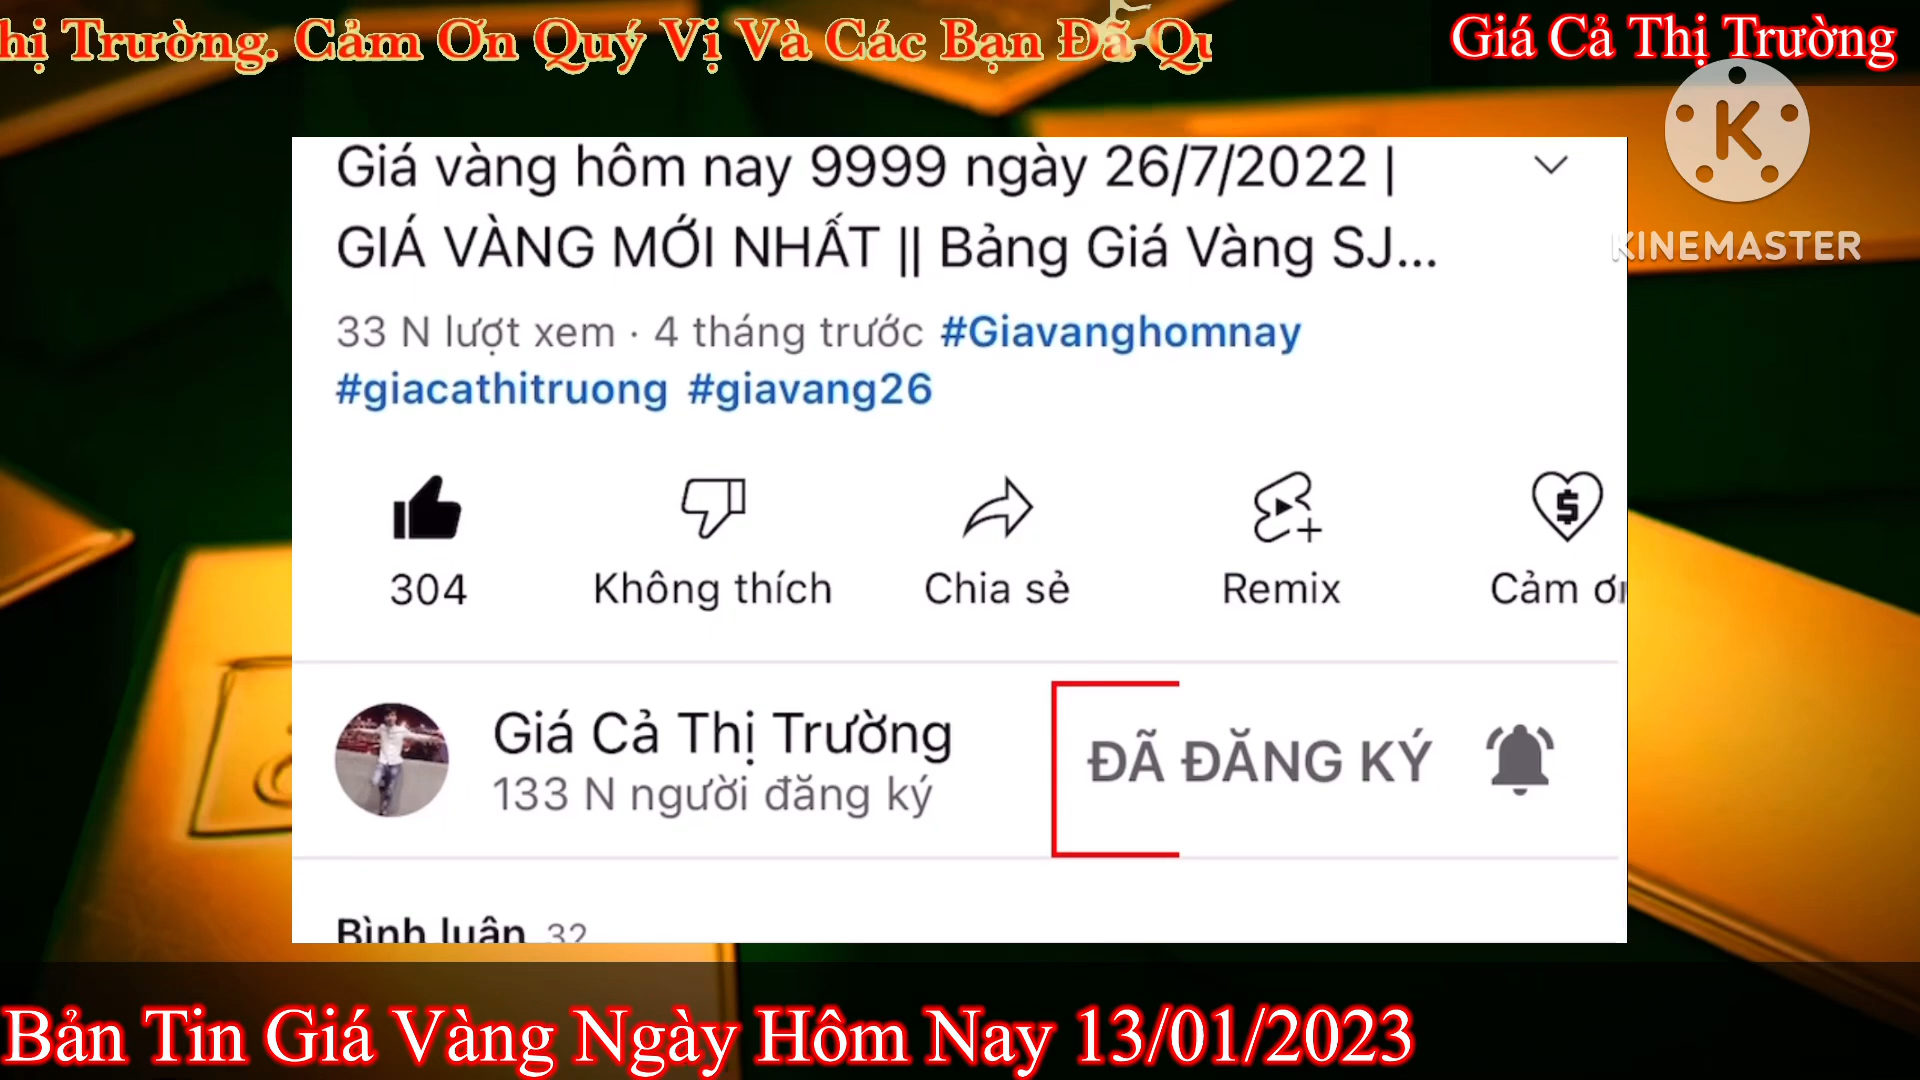 Trường. Cảm Ơn Quý Vị Và Các Bạn Đã
Giá Cả Thị Trường
K
KINEMASTER
Giá vàng hôm nay 9999 ngày 26/7/2022 |
GIÁ VÀNG MỚI NHẤT || Bảng Giá Vàng SJ...
33 N lượt xem · 4 tháng trước #Giavanghomnay
#giacathitruong #giavang26
304 Không thích Chia sẻ Remix Cảm ơn
Giá Cả Thị Trường
133 N người đăng ký
ĐÃ ĐĂNG KÝ
Bình luận 32
Bản Tin Giá Vàng Ngày Hôm Nay 13/01/2023